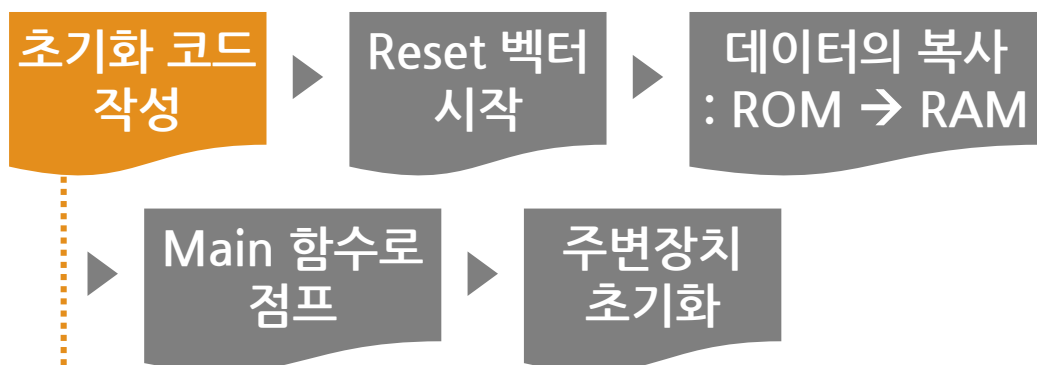 초기화 코드
작성
Reset 벡터
시작
데이터의 복사
: ROM → RAM
Main 함수로
점프
주변장치
초기화